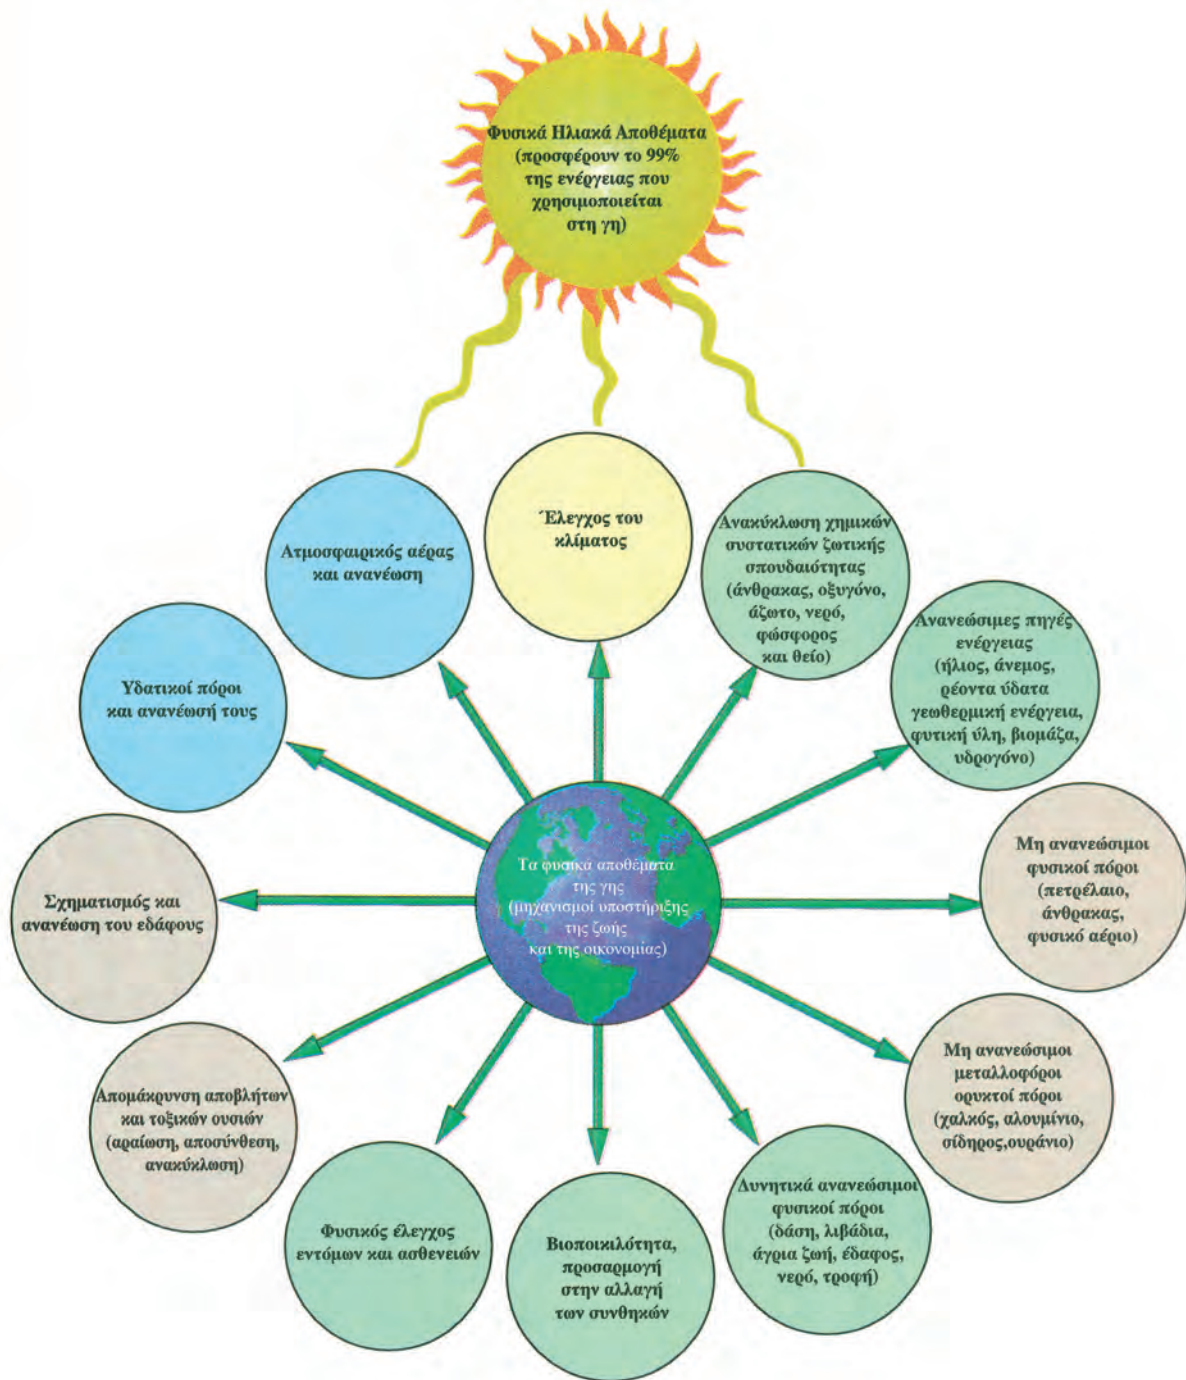 Φυσικά Ηλιακά Αποθέματα
(προσφέρουν το 99%
της ενέργειας που
χρησιμοποιείται
στη γη)
Έλεγχος του
κλίματος
Ατμοσφαιρικός αέρας
και ανανέωση
Ανακύκλωση χημικών
συστατικών ζωτικής
σπουδαιότητας
(άνθρακας, οξυγόνο,
άζωτο, νερό,
φώσφορος
και θείο)
Υδατικοί πόροι
και ανανέωσή τους
Ανανεώσιμες πηγές
ενέργειας
(ήλιος, άνεμος,
ρέοντα ύδατα
γεωθερμική ενέργεια,
φυτική ύλη, βιομάζα,
υδρογόνο)
Σχηματισμός και
ανανέωση του εδάφους
Τα φυσικά αποθέματα
της γης
(μηχανισμοί υποστήριξης
της ζωής
και της οικονομίας)
Μη ανανεώσιμοι
φυσικοί πόροι
(πετρέλαιο,
άνθρακας,
φυσικό αέριο)
Απομάκρυνση αποβλήτων
και τοξικών ουσιών
(αραίωση, αποσύνθεση,
ανακύκλωση)
Μη ανανεώσιμοι
μεταλλοφόροι
ορυκτοί πόροι
(χαλκός, αλουμίνιο,
σίδηρος,ουράνιο)
Φυσικός έλεγχος
εντόμων και ασθενειών
Βιοποικιλότητα,
προσαρμογή
στην αλλαγή
των συνθηκών
Δυνητικά ανανεώσιμοι
φυσικοί πόροι
(δάση, λιβάδια,
άγρια ζωή, έδαφος,
νερό, τροφή)